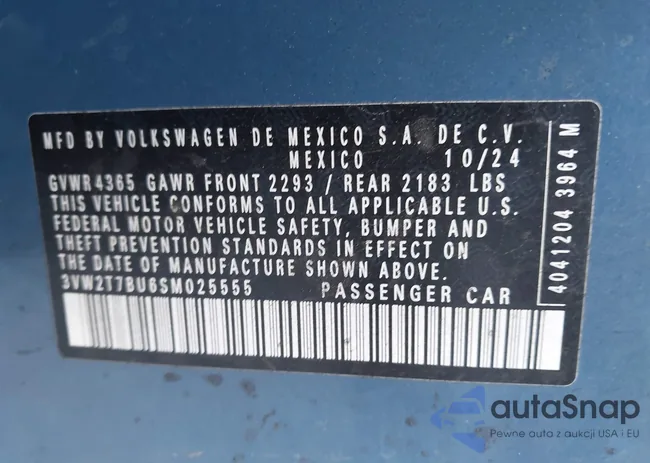 MFD BY VOLKSWAGEN DE MEXICO S.A. DE C.V.
MEXICO 10/24
GVWR 4365 GAWR FRONT 2293 / REAR 2183 LBS
THIS VEHICLE CONFORMS TO ALL APPLICABLE U.S.
FEDERAL MOTOR VEHICLE SAFETY, BUMPER AND
THEFT PREVENTION STANDARDS IN EFFECT ON
THE DATE OF MANUFACTURE SHOWN ABOVE.
3VW2T7BU6SM025555 PASSENGER CAR
4041204 3964 M
autaSnap
Pewne auta z aukcji USA i EU